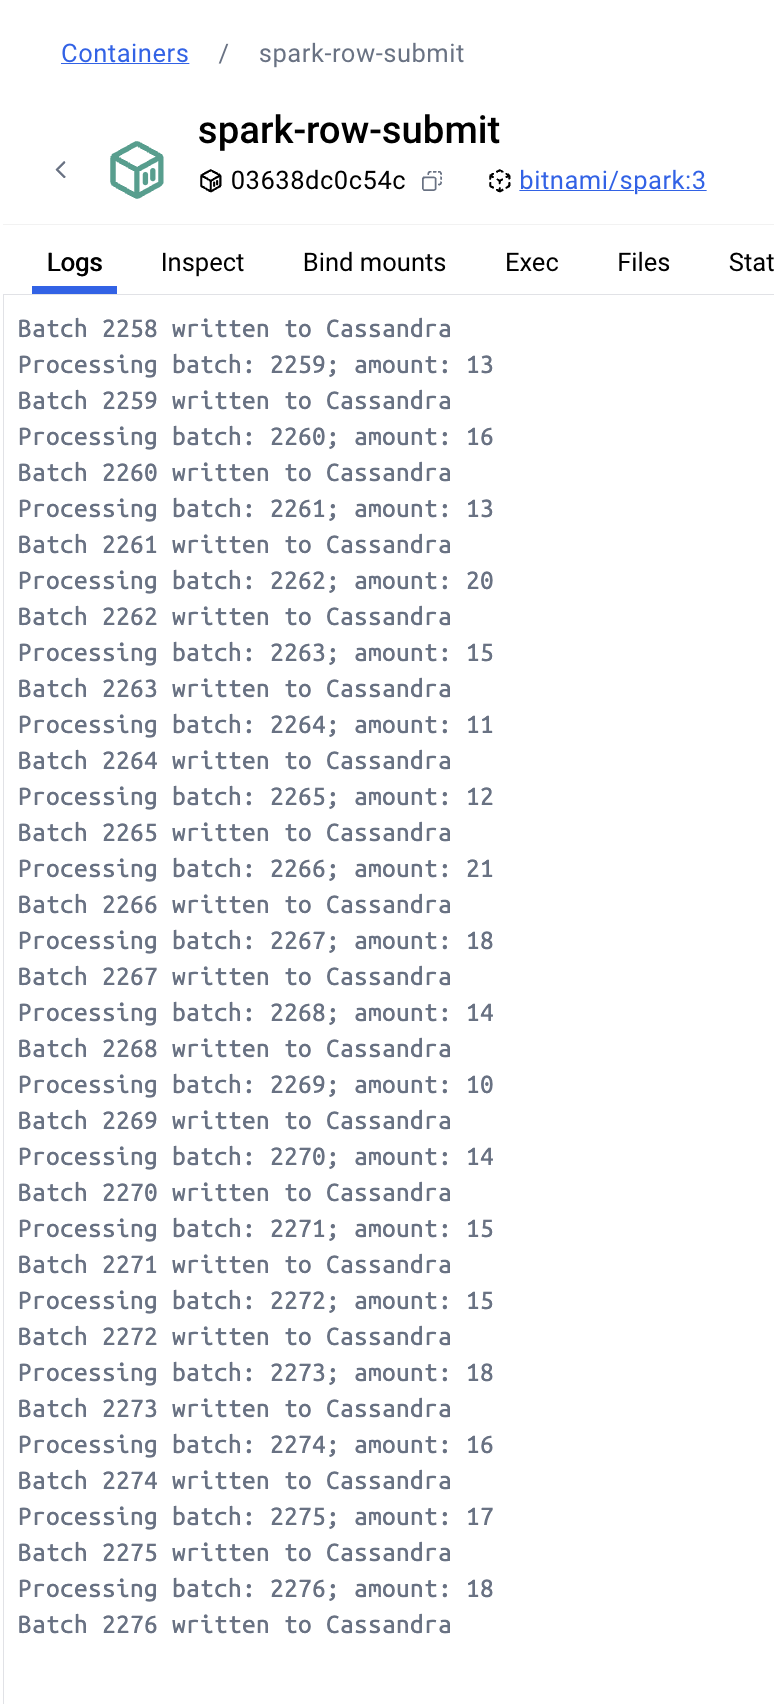 Containers / spark-row-submit
spark-row-submit
03638dc0c54c bitnami/spark:3
Logs Inspect Bind mounts Exec Files Stat
Batch 2258 written to Cassandra
Processing batch: 2259; amount: 13
Batch 2259 written to Cassandra
Processing batch: 2260; amount: 16
Batch 2260 written to Cassandra
Processing batch: 2261; amount: 13
Batch 2261 written to Cassandra
Processing batch: 2262; amount: 20
Batch 2262 written to Cassandra
Processing batch: 2263; amount: 15
Batch 2263 written to Cassandra
Processing batch: 2264; amount: 11
Batch 2264 written to Cassandra
Processing batch: 2265; amount: 12
Batch 2265 written to Cassandra
Processing batch: 2266; amount: 21
Batch 2266 written to Cassandra
Processing batch: 2267; amount: 18
Batch 2267 written to Cassandra
Processing batch: 2268; amount: 14
Batch 2268 written to Cassandra
Processing batch: 2269; amount: 10
Batch 2269 written to Cassandra
Processing batch: 2270; amount: 14
Batch 2270 written to Cassandra
Processing batch: 2271; amount: 15
Batch 2271 written to Cassandra
Processing batch: 2272; amount: 15
Batch 2272 written to Cassandra
Processing batch: 2273; amount: 18
Batch 2273 written to Cassandra
Processing batch: 2274; amount: 16
Batch 2274 written to Cassandra
Processing batch: 2275; amount: 17
Batch 2275 written to Cassandra
Processing batch: 2276; amount: 18
Batch 2276 written to Cassandra